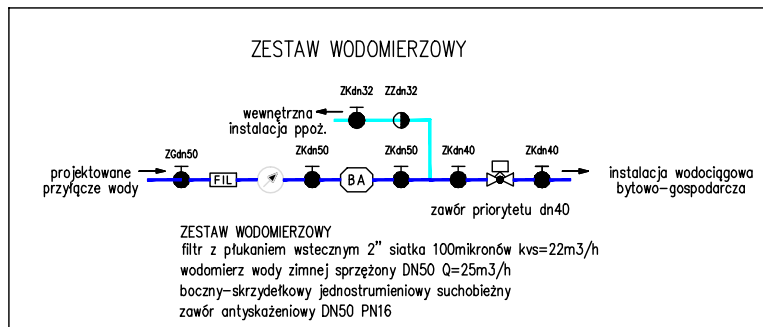 ZESTAW WODOMIERZOWY
ZKdn32
ZZdn32
wewnętrzna
instalacja ppoż.
ZGdn50
ZKdn50
ZKdn50
ZKdn40
ZKdn40
projektowane
przyłącze wody
FIL
BA
instalacja wodociągowa
bytowo-gospodarcza
zawór priorytetu dn40
ZESTAW WODOMIERZOWY
filtr z płukaniem wstecznym 2" siatka 100mikronów kvs=22m3/h
wodomierz wody zimnej sprzężony DN50 Q=25m3/h
boczny-skrzydełkowy jednostrumieniowy suchobieżny
zawór antyskażeniowy DN50 PN16